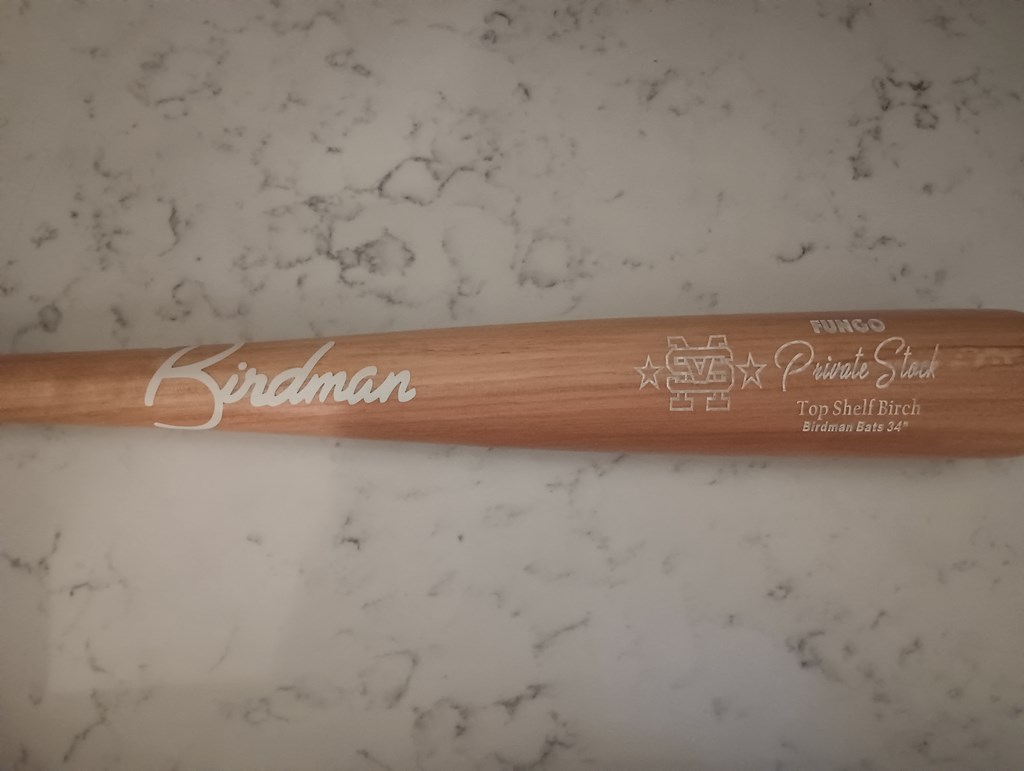 Birdman
FUNGO
Private Stock
Top Shelf Birch
Birdman Bats 34"